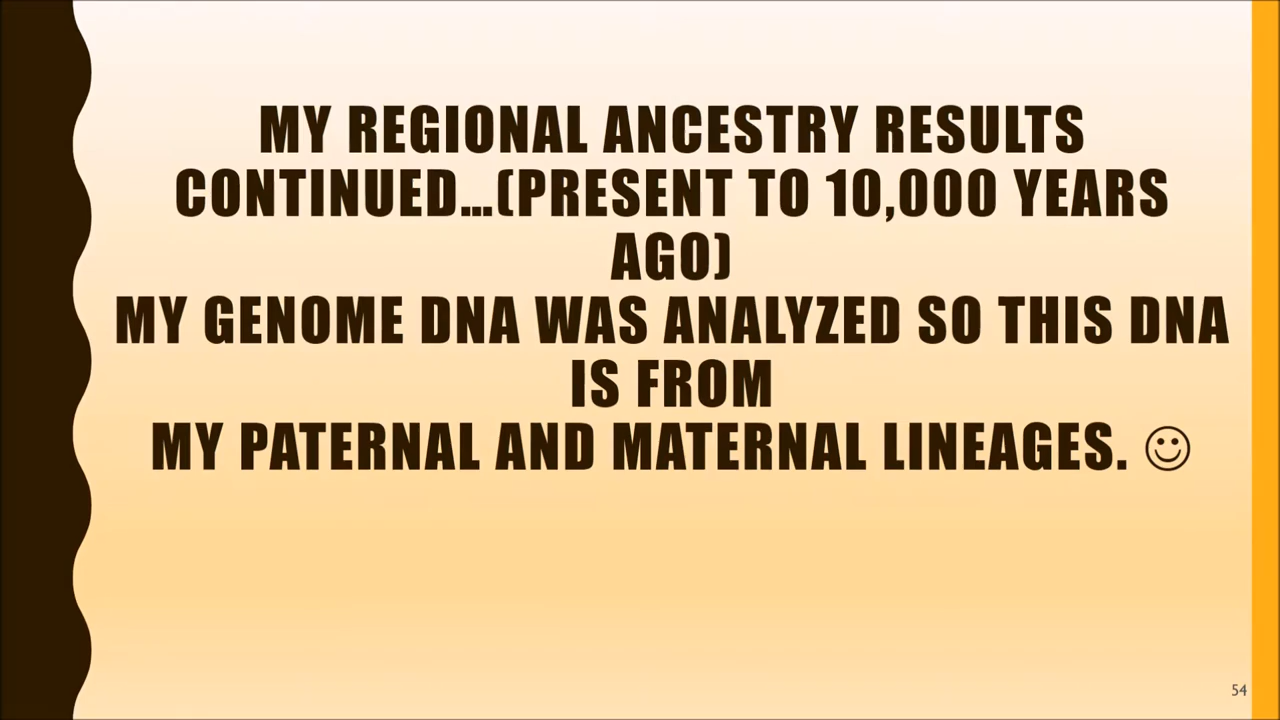 MY REGIONAL ANCESTRY RESULTS
CONTINUED...(PRESENT TO 10,000 YEARS
AGO)
MY GENOME DNA WAS ANALYZED SO THIS DNA
IS FROM
MY PATERNAL AND MATERNAL LINEAGES. ☺
54